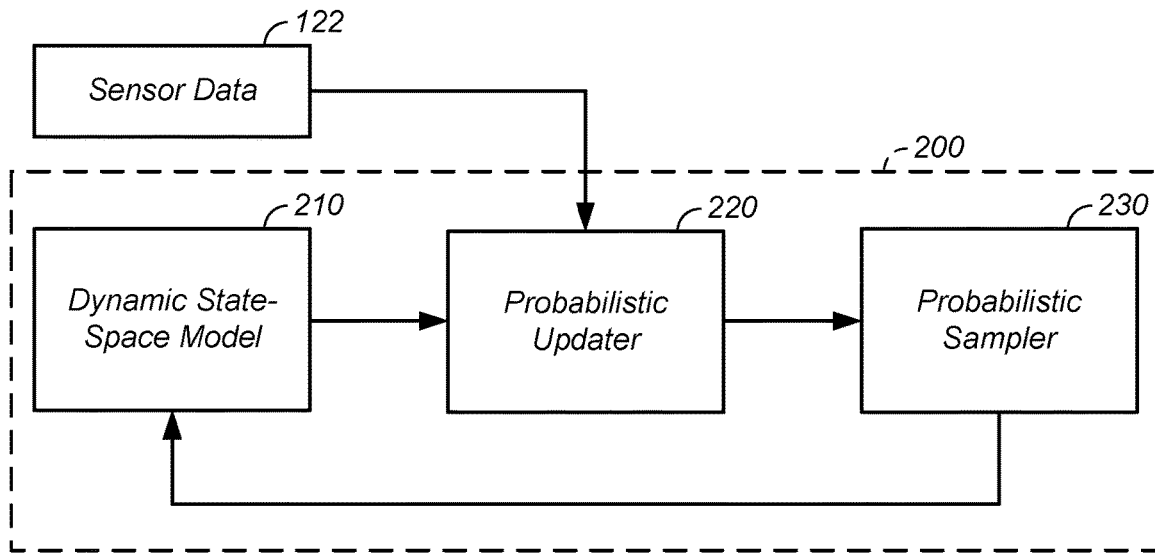 122
Sensor Data
200
210
220
230
Dynamic State-
Space Model
Probabilistic
Updater
Probabilistic
Sampler